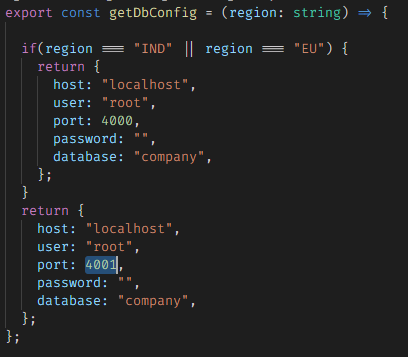 export const getDbConfig = (region: string) => {
if(region === "IND" || region === "EU") {
return {
host: "localhost",
user: "root",
port: 4000,
password: "",
database: "company",
};
}
return {
host: "localhost",
user: "root",
port: 4001,
password: "",
database: "company",
};
};